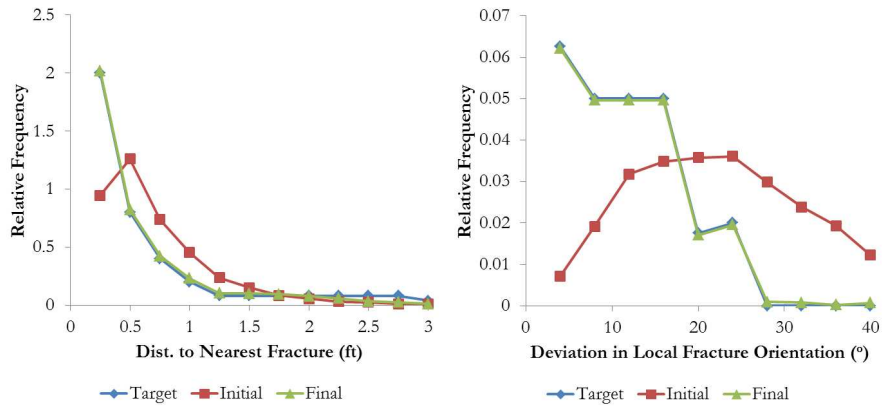 2.5
2
1.5
1
0.5
0
Relative Frequency
0 0.5 1 1.5 2 2.5 3
Dist. to Nearest Fracture (ft)
Target Initial Final
0.07
0.06
0.05
0.04
0.03
0.02
0.01
0
Relative Frequency
0 10 20 30 40
Deviation in Local Fracture Orientation (º)
Target Initial Final